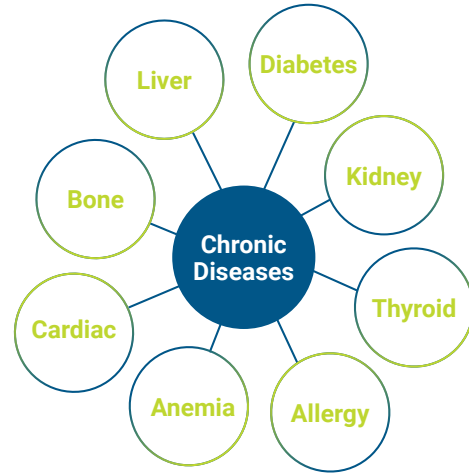 Liver
Diabetes
Bone
Kidney
Chronic
Diseases
Cardiac
Thyroid
Anemia
Allergy